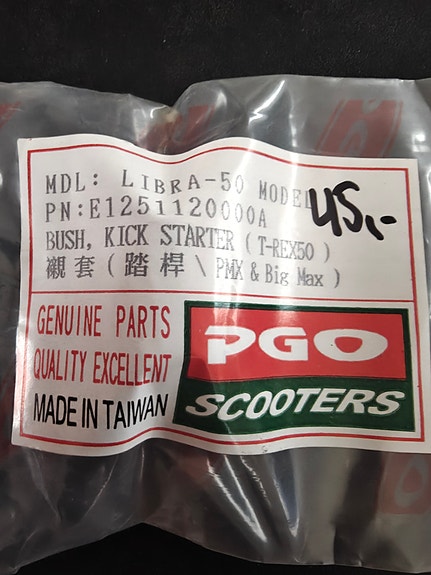 MDL: LIBRA-50 MODEL
45,-
PN:E1251120000A
BUSH, KICK STARTER ( T-REX50 )
襯套 ( 踏桿 \ PMX & Big Max )
GENUINE PARTS
QUALITY EXCELLENT
MADE IN TAIWAN
PGO
SCOOTERS